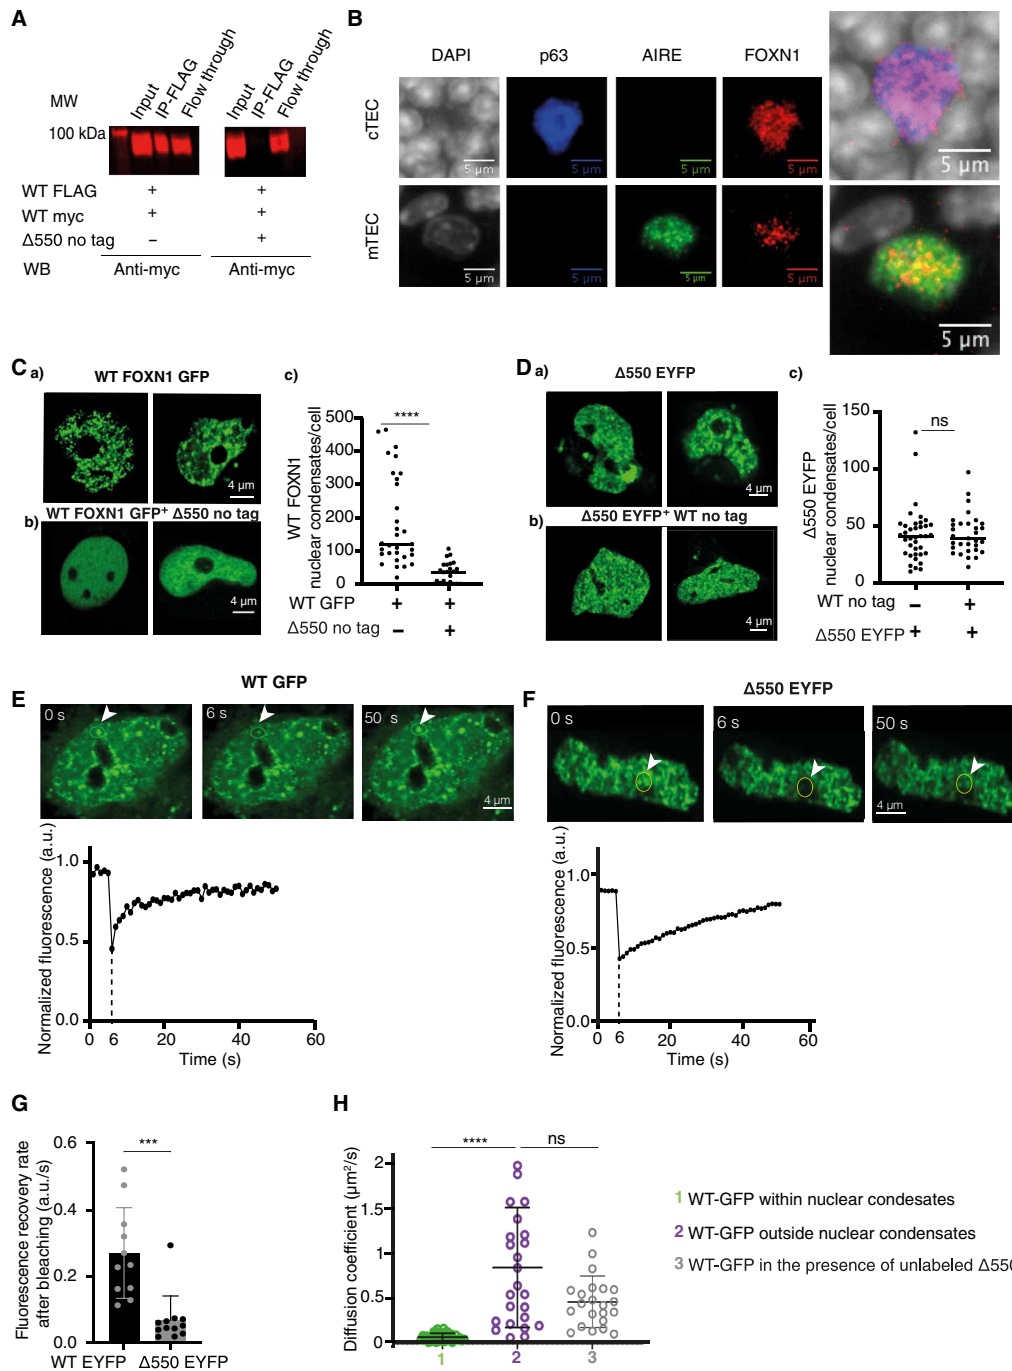 A
MW
Input
IP-FLAG
Flow through
Input
IP-FLAG
Flow through
100 kDa
WT FLAG + +
WT myc + +
Δ550 no tag – +
WB Anti-myc Anti-myc
B
DAPI p63 AIRE FOXN1
cTEC
5 µm 5 µm 5 µm 5 µm
5 µm
mTEC
5 µm 5 µm 5 µm 5 µm
5 µm
C a)
WT FOXN1 GFP
4 µm
b)
WT FOXN1 GFP+ Δ550 no tag
4 µm
c)
WT FOXN1
nuclear condensates/cell
500
400
300
200
100
0
****
WT GFP + +
Δ550 no tag – +
D a)
Δ550 EYFP
4 µm
b)
Δ550 EYFP+ WT no tag
4 µm
c)
Δ550 EYFP
nuclear condensates/cell
150
100
50
0
ns
WT no tag – +
Δ550 EYFP + +
E
WT GFP
0 s 6 s 50 s
4 µm
Normalized fluorescence (a.u.)
1.0
0.5
0.0
0 6 20 40 60
Time (s)
F
Δ550 EYFP
0 s 6 s 50 s
4 µm
Normalized fluorescence (a.u.)
1.0
0.5
0.0
0 6 20 40 60
Time (s)
G
Fluorescence recovery rate
after bleaching (a.u./s)
0.6
0.4
0.2
0.0
***
WT EYFP Δ550 EYFP
H
Diffusion coefficient (µm²/s)
2
1.5
1
0.5
0
**** ns
1 2 3
1 WT-GFP within nuclear condesates
2 WT-GFP outside nuclear condensates
3 WT-GFP in the presence of unlabeled Δ550